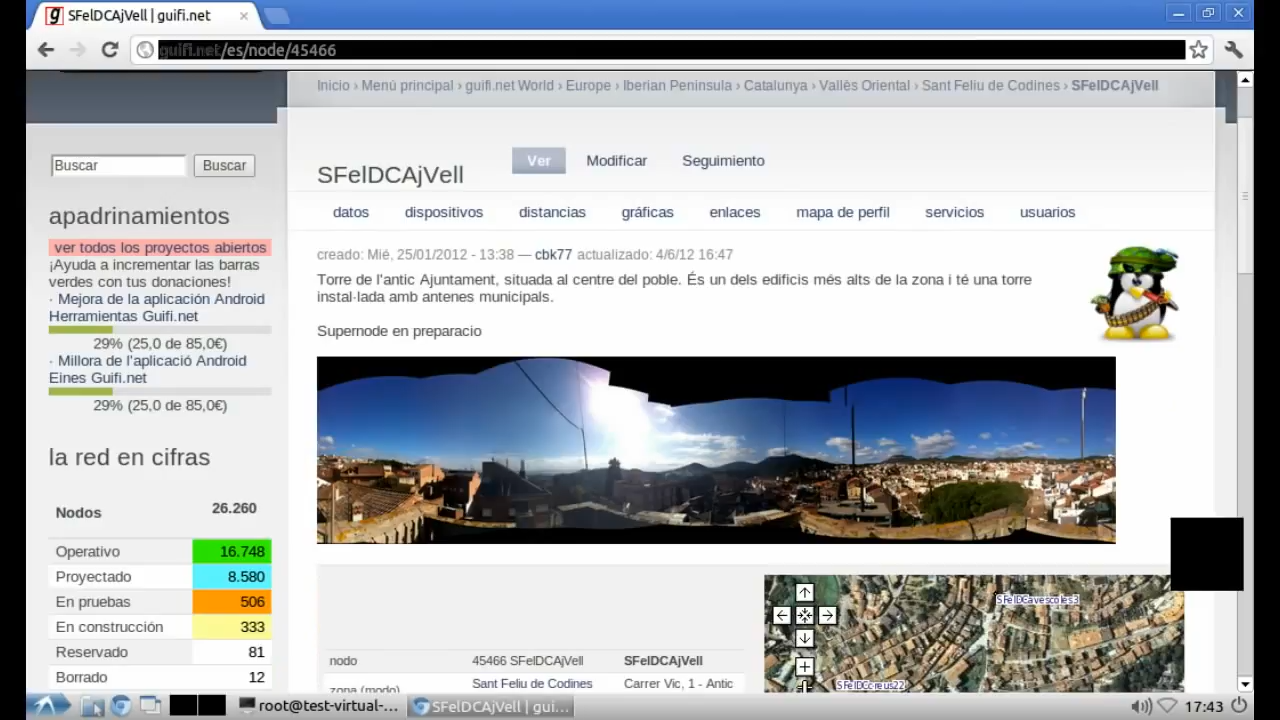 SFelDCAjVell | guifi.net
guifi.net/es/node/45466
Inicio › Menú principal › guifi.net World › Europe › Iberian Peninsula › Catalunya › Vallès Oriental › Sant Feliu de Codines › SFelDCAjVell
Buscar Buscar
SFelDCAjVell
Ver Modificar Seguimiento
datos dispositivos distancias gráficas enlaces mapa de perfil servicios usuarios
apadrinamientos
ver todos los proyectos abiertos
¡Ayuda a incrementar las barras
verdes con tus donaciones!
· Mejora de la aplicación Android
Herramientas Guifi.net
29% (25,0 de 85,0€)
· Millora de l'aplicació Android
Eines Guifi.net
29% (25,0 de 85,0€)
la red en cifras
Nodos 26.260
Operativo 16.748
Proyectado 8.580
En pruebas 506
En construcción 333
Reservado 81
Borrado 12
creado: Mié, 25/01/2012 - 13:38 — cbk77 actualizado: 4/6/12 16:47
Torre de l'antic Ajuntament, situada al centre del poble. És un dels edificis més alts de la zona i té una torre
instal·lada amb antenes municipals.
Supernode en preparacio
SFelDCavescoles3
nodo 45466 SFelDCAjVell SFelDCAjVell
zona (modo) Sant Feliu de Codines Carrer Vic, 1 - Antic
SFelDCcreus22
root@test-virtual-... SFelDCAjVell | gui... 17:43